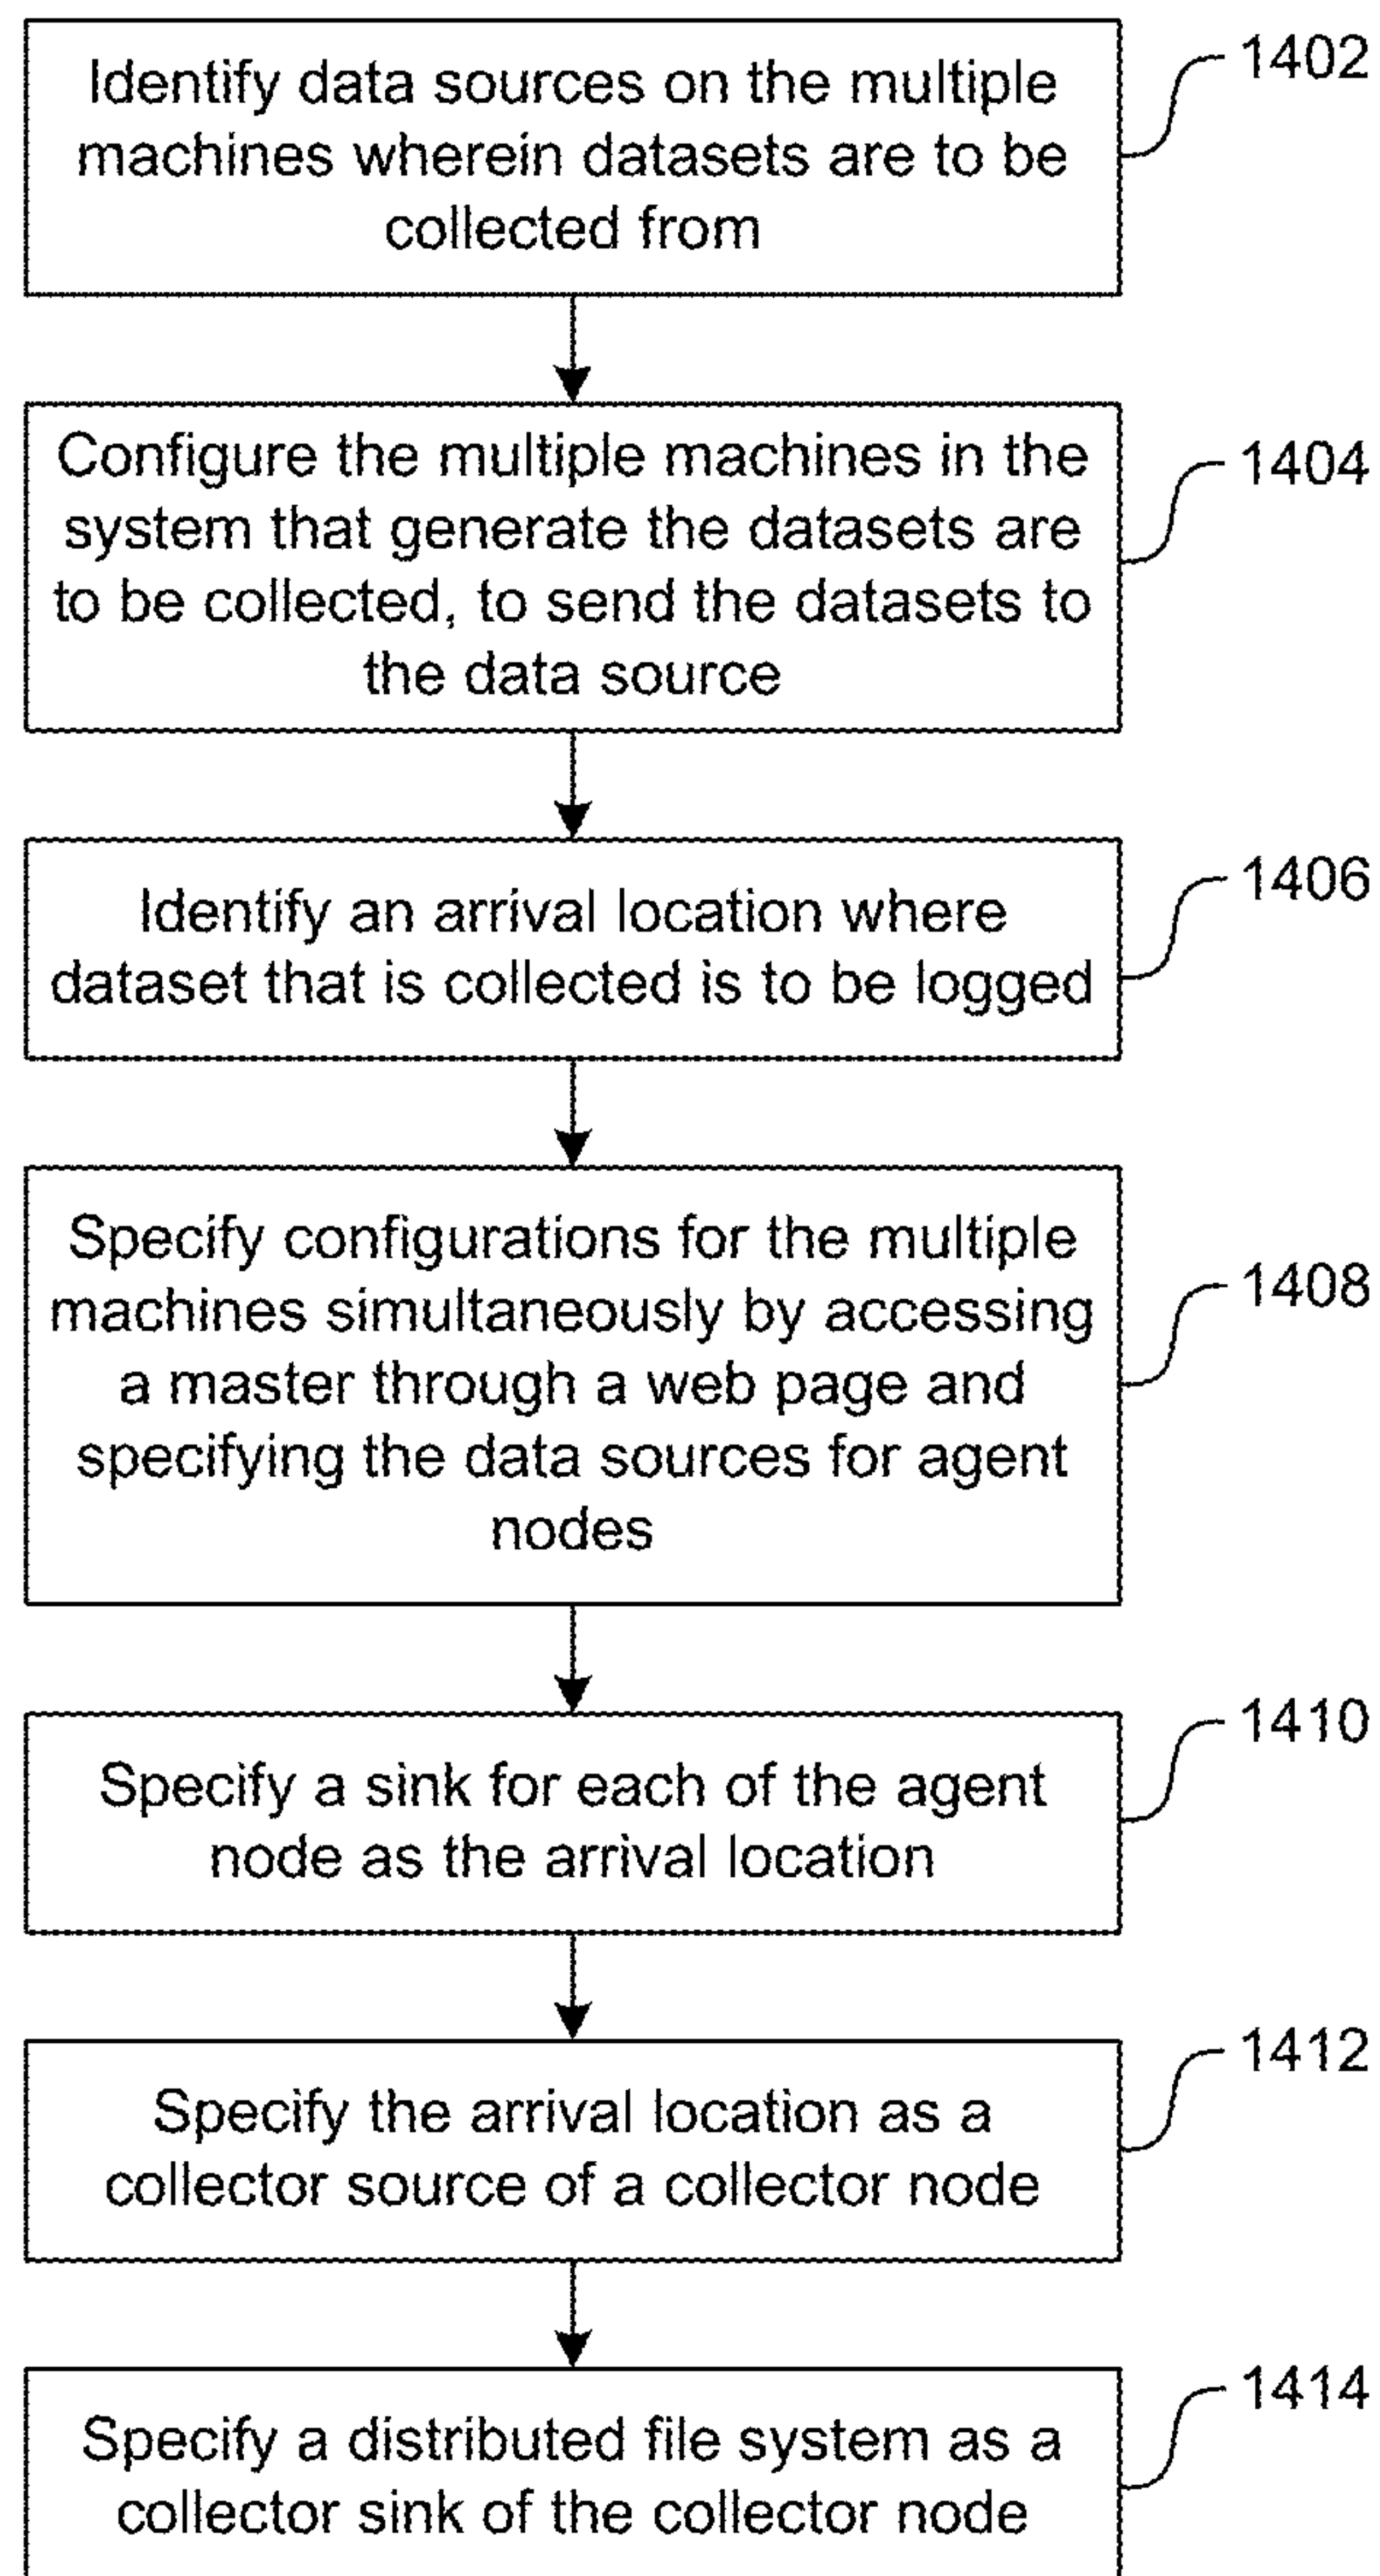 Identify data sources on the multiple
machines wherein datasets are to be
collected from
1402
Configure the multiple machines in the
system that generate the datasets are
to be collected, to send the datasets to
the data source
1404
Identify an arrival location where
dataset that is collected is to be logged
1406
Specify configurations for the multiple
machines simultaneously by accessing
a master through a web page and
specifying the data sources for agent
nodes
1408
Specify a sink for each of the agent
node as the arrival location
1410
Specify the arrival location as a
collector source of a collector node
1412
Specify a distributed file system as a
collector sink of the collector node
1414